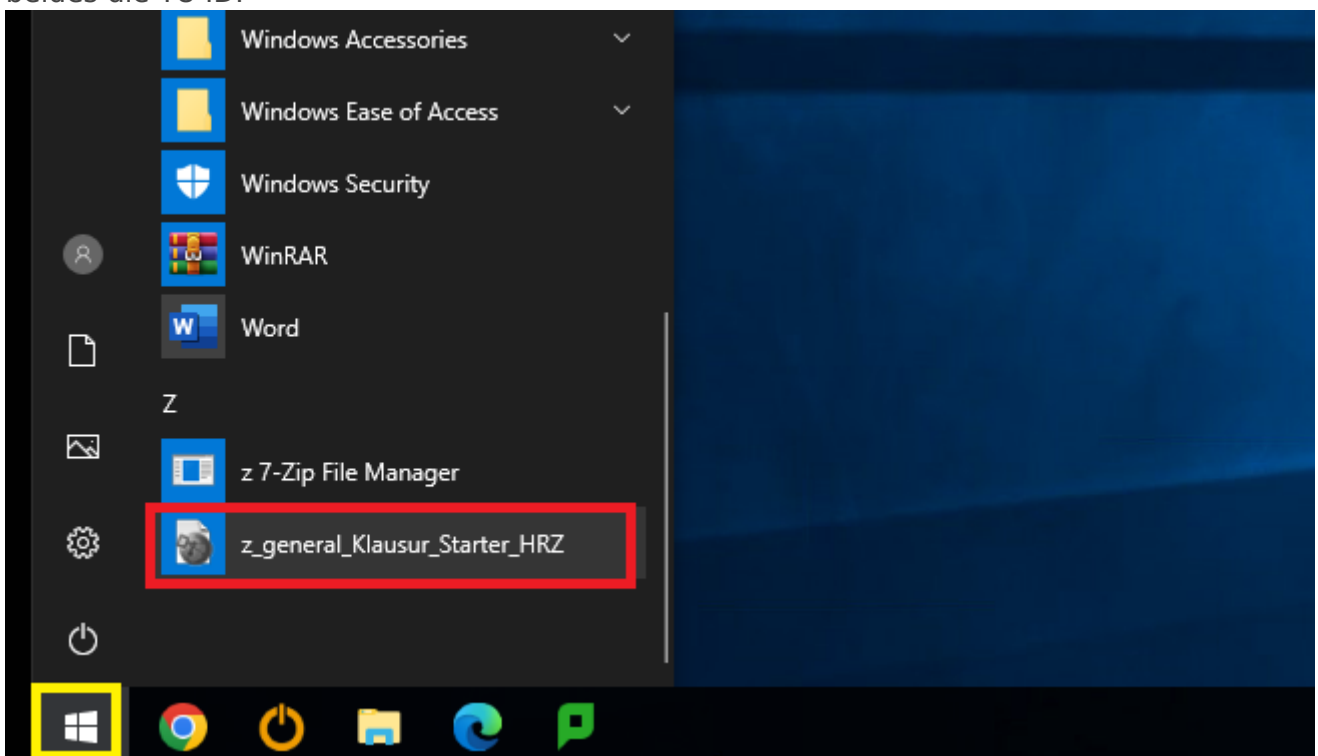 Windows Accessories
Windows Ease of Access
Windows Security
WinRAR
Word
Z
z 7-Zip File Manager
z_general_Klausur_Starter_HRZ